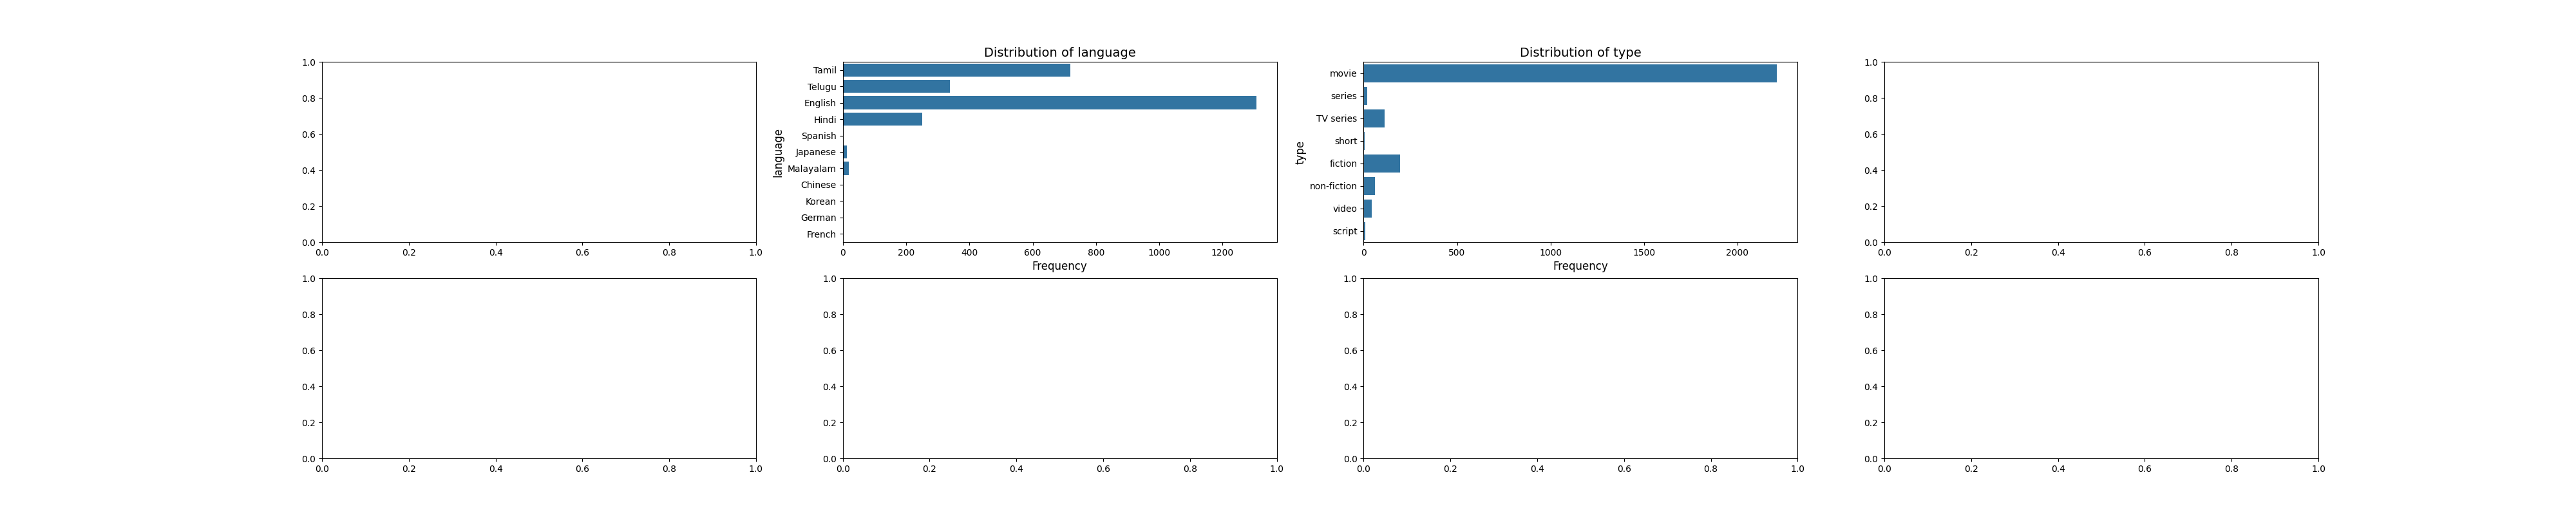 Distribution of language
Distribution of type
1.0
0.8
0.6
0.4
0.2
0.0
0.0 0.2 0.4 0.6 0.8 1.0
language
Tamil
Telugu
English
Hindi
Spanish
Japanese
Malayalam
Chinese
Korean
German
French
0 200 400 600 800 1000 1200
Frequency
type
movie
series
TV series
short
fiction
non-fiction
video
script
0 500 1000 1500 2000
Frequency
1.0
0.8
0.6
0.4
0.2
0.0
0.0 0.2 0.4 0.6 0.8 1.0
1.0
0.8
0.6
0.4
0.2
0.0
0.0 0.2 0.4 0.6 0.8 1.0
1.0
0.8
0.6
0.4
0.2
0.0
0.0 0.2 0.4 0.6 0.8 1.0
1.0
0.8
0.6
0.4
0.2
0.0
0.0 0.2 0.4 0.6 0.8 1.0
1.0
0.8
0.6
0.4
0.2
0.0
0.0 0.2 0.4 0.6 0.8 1.0